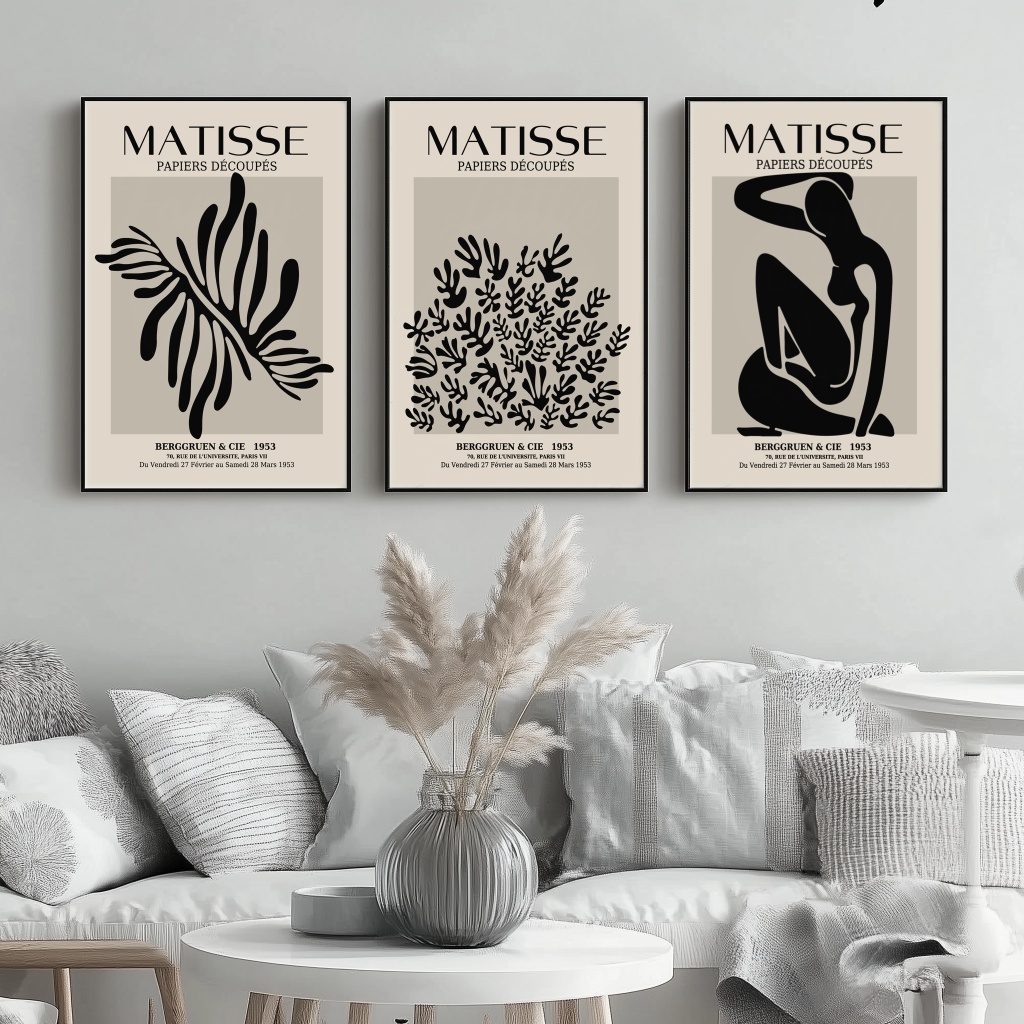 MATISSE
PAPIERS DÉCOUPÉS
BERGGRUEN & CIE 1953
70, RUE DE L'UNIVERSITE, PARIS VII
Du Vendredi 27 Février au Samedi 28 Mars 1953
MATISSE
PAPIERS DÉCOUPÉS
BERGGRUEN & CIE 1953
70, RUE DE L'UNIVERSITE, PARIS VII
Du Vendredi 27 Février au Samedi 28 Mars 1953
MATISSE
PAPIERS DÉCOUPÉS
BERGGRUEN & CIE 1953
70, RUE DE L'UNIVERSITE, PARIS VII
Du Vendredi 27 Février au Samedi 28 Mars 1953